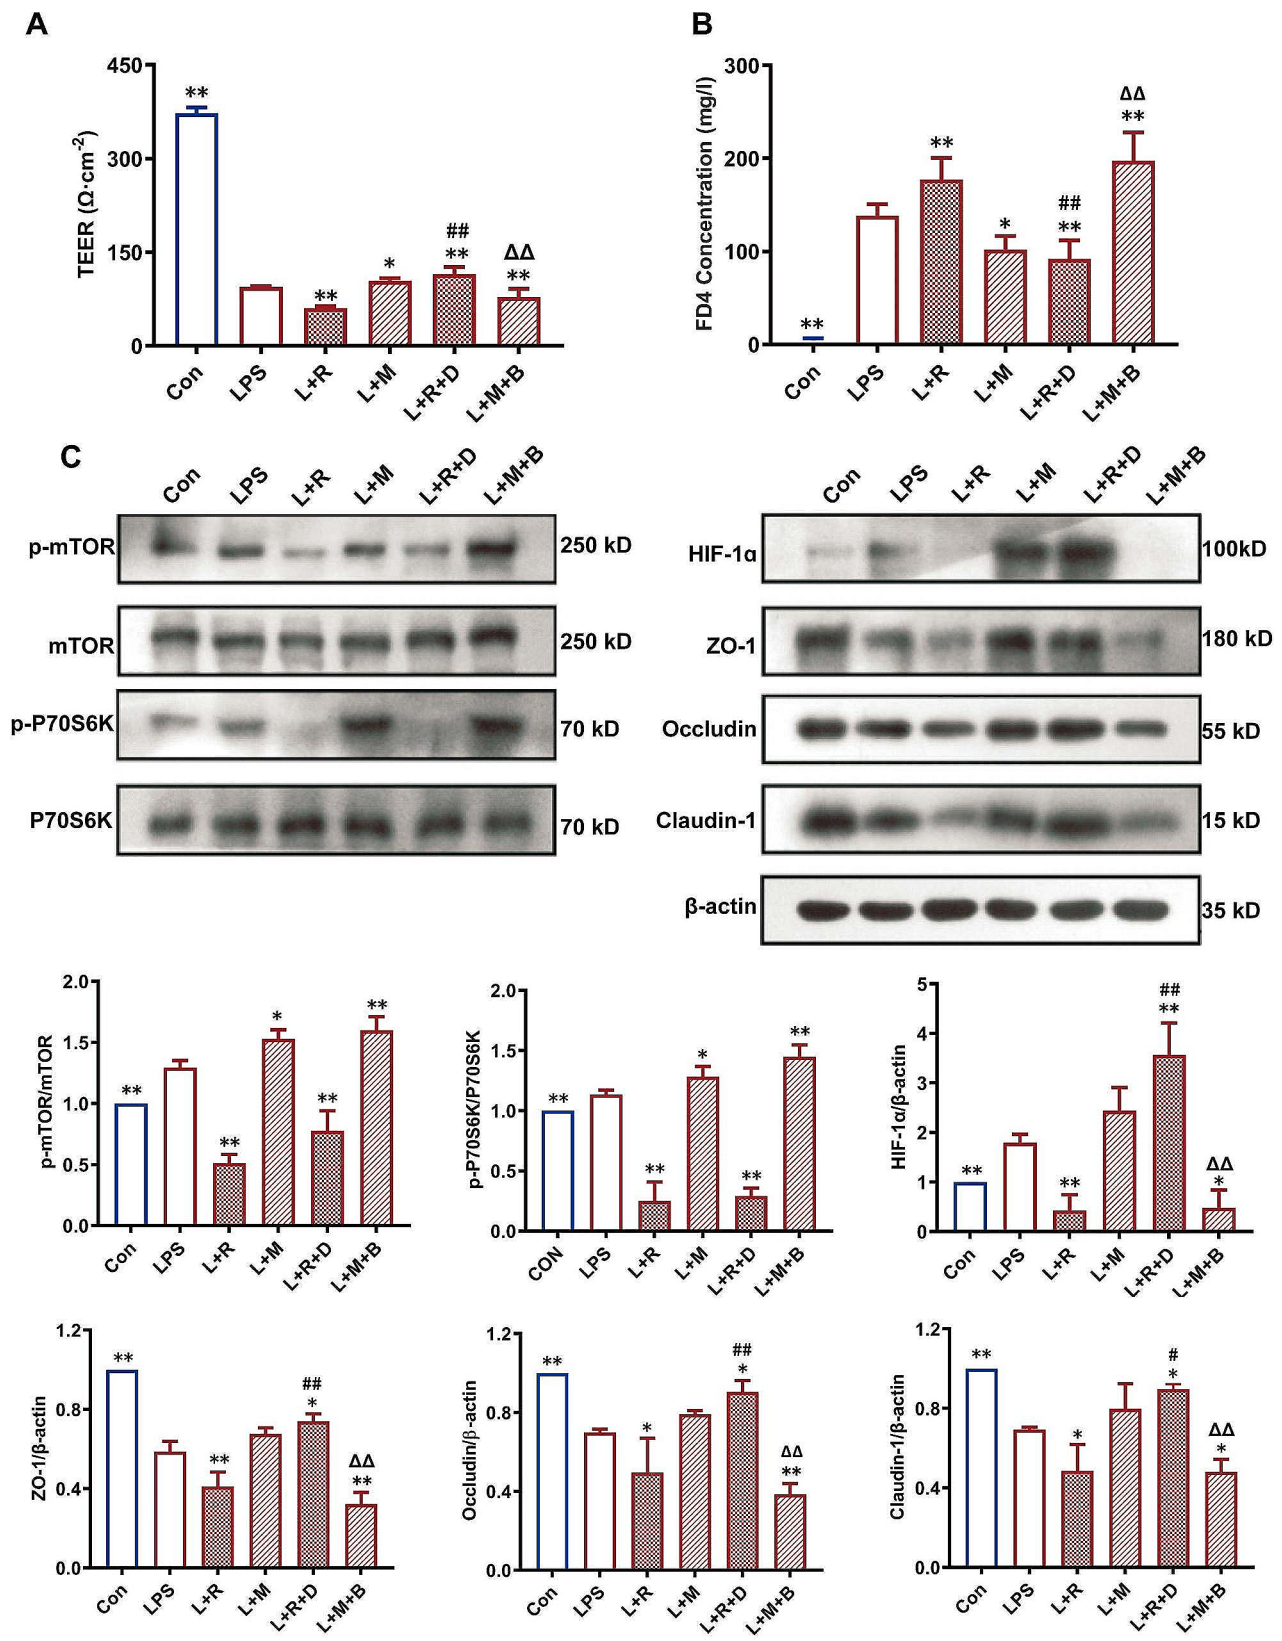 A
450
300
150
0
TEER (Ω·cm-2)
**
**
*
##
**
ΔΔ
**
Con
LPS
L+R
L+M
L+R+D
L+M+B
B
300
200
100
0
FD4 Concentration (mg/l)
**
**
*
##
**
ΔΔ
**
Con
LPS
L+R
L+M
L+R+D
L+M+B
C
Con
LPS
L+R
L+M
L+R+D
L+M+B
p-mTOR
250 kD
mTOR
250 kD
p-P70S6K
70 kD
P70S6K
70 kD
Con
LPS
L+R
L+M
L+R+D
L+M+B
HIF-1α
100kD
ZO-1
180 kD
Occludin
55 kD
Claudin-1
15 kD
β-actin
35 kD
2.0
1.5
1.0
0.5
0.0
p-mTOR/mTOR
**
**
*
**
**
Con
LPS
L+R
L+M
L+R+D
L+M+B
2.0
1.5
1.0
0.5
0.0
p-P70S6K/P70S6K
**
**
*
**
**
CON
LPS
L+R
L+M
L+R+D
L+M+B
5
4
3
2
1
0
HIF-1α/β-actin
**
**
##
**
ΔΔ
*
Con
LPS
L+R
L+M
L+R+D
L+M+B
1.2
0.8
0.4
0.0
ZO-1/β-actin
**
**
##
*
ΔΔ
**
Con
LPS
L+R
L+M
L+R+D
L+M+B
1.2
0.8
0.4
0.0
Occludin/β-actin
**
*
##
*
ΔΔ
**
Con
LPS
L+R
L+M
L+R+D
L+M+B
1.2
0.8
0.4
0.0
Claudin-1/β-actin
**
*
#
*
ΔΔ
*
Con
LPS
L+R
L+M
L+R+D
L+M+B